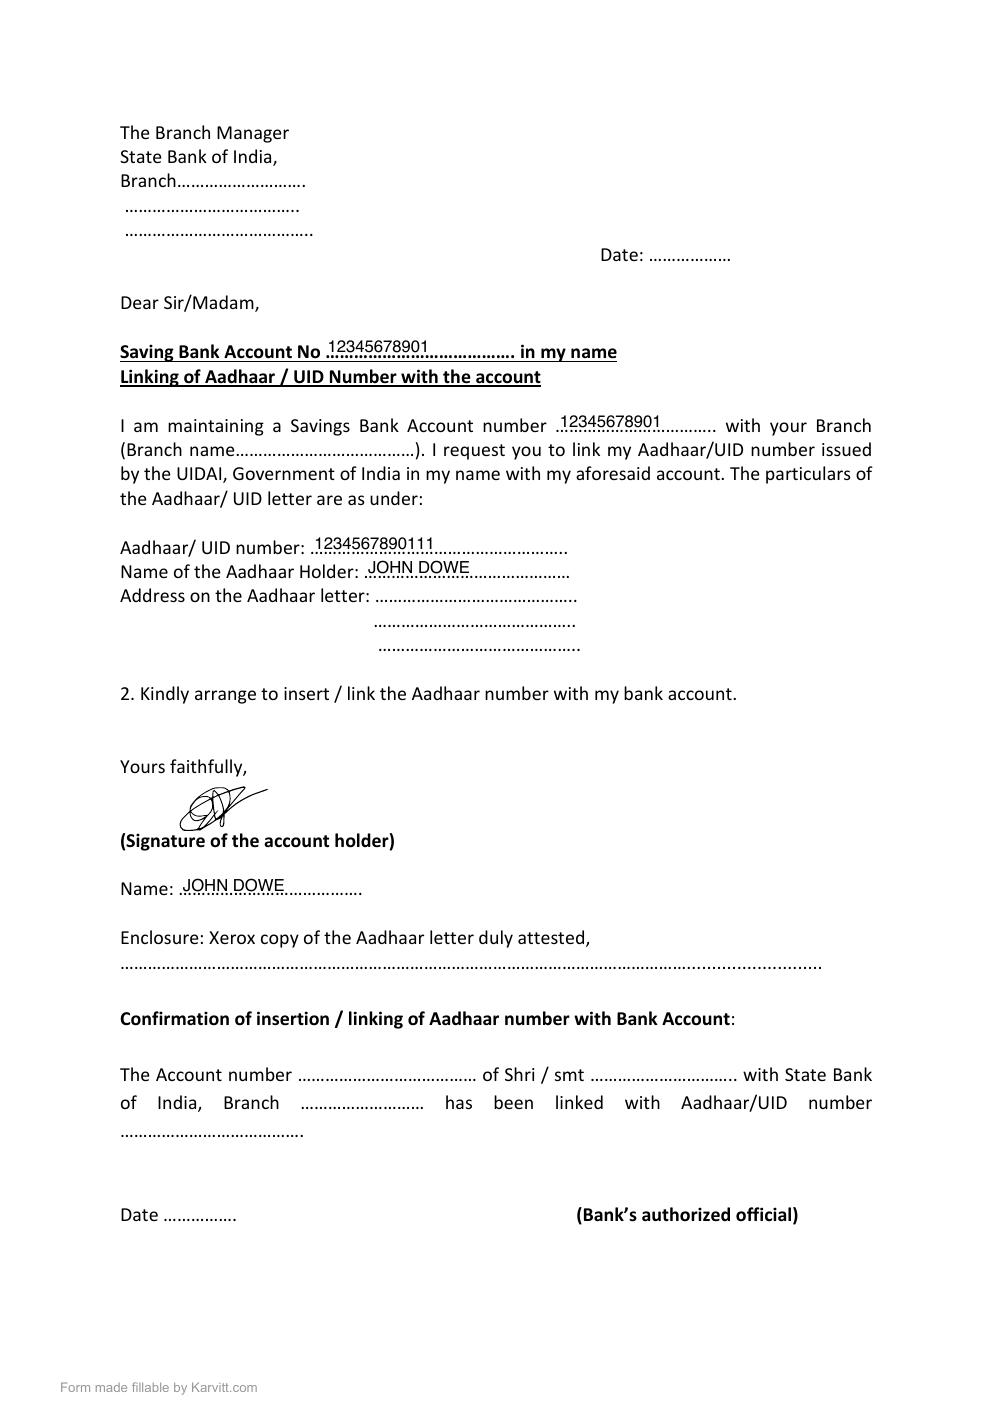 The Branch Manager
State Bank of India,
Branch……………………….
………………………………..
…………………………………..
Date: ………………
Dear Sir/Madam,
Saving Bank Account No 12345678901………………. in my name
Linking of Aadhaar / UID Number with the account
I am maintaining a Savings Bank Account number 12345678901……….. with your Branch
(Branch name…………………………………). I request you to link my Aadhaar/UID number issued
by the UIDAI, Government of India in my name with my aforesaid account. The particulars of
the Aadhaar/ UID letter are as under:
Aadhaar/ UID number: 1234567890111………………………..
Name of the Aadhaar Holder: JOHN DOWE…………………
Address on the Aadhaar letter: ……………………………………..
……………………………………..
……………………………………..
2. Kindly arrange to insert / link the Aadhaar number with my bank account.
Yours faithfully,
(Signature of the account holder)
Name: JOHN DOWE…………….
Enclosure: Xerox copy of the Aadhaar letter duly attested,
……………………………………………………………………………………………………………...............................
Confirmation of insertion / linking of Aadhaar number with Bank Account:
The Account number ………………………………… of Shri / smt ………………………….. with State Bank
of India, Branch ……………………… has been linked with Aadhaar/UID number
………………………………….
Date …………….
(Bank’s authorized official)
Form made fillable by Karvitt.com